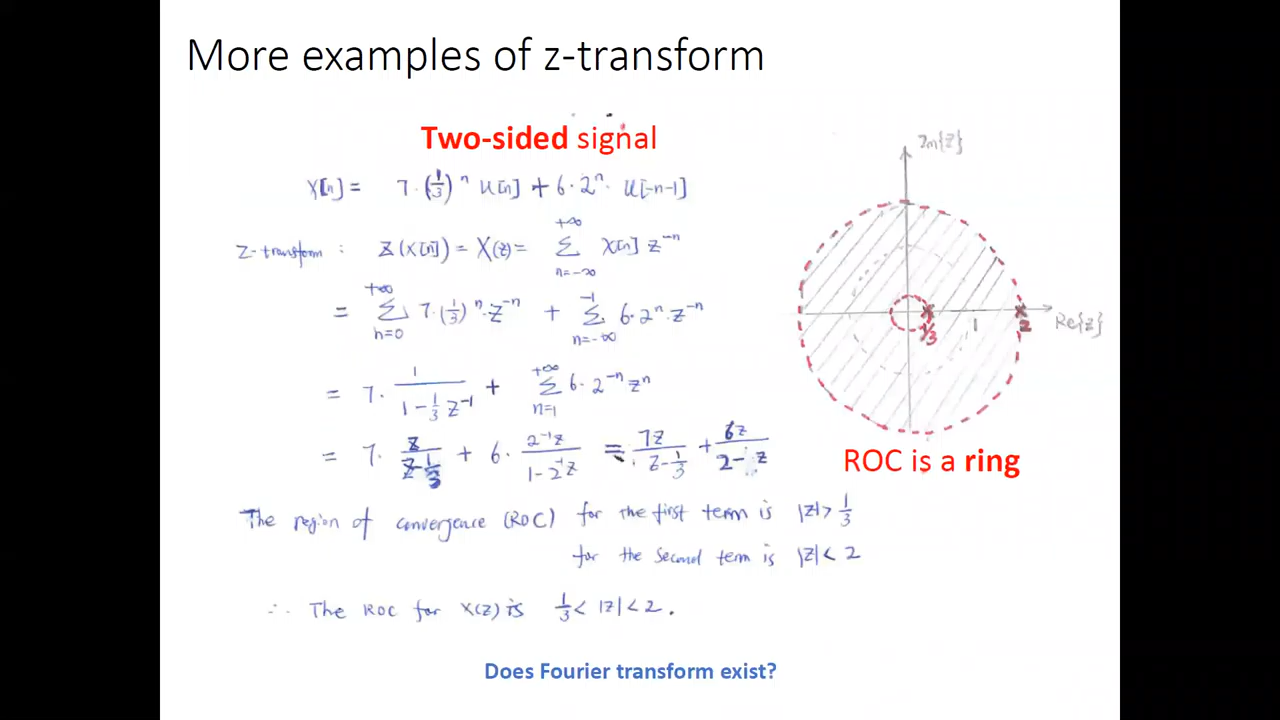 More examples of z-transform
Two-sided signal
X[n] = 7·(1/3)^n U[n] + 6·2^n· U[-n-1]
Z-transform : Z(X[n]) = X(z) = Σ_{n=-∞}^{+∞} X[n] z^{-n}
= Σ_{n=0}^{+∞} 7·(1/3)^n·z^{-n} + Σ_{n=-∞}^{-1} 6·2^n·z^{-n}
= 7· 1/(1-1/3 z^{-1}) + Σ_{n=1}^{+∞} 6·2^{-n} z^n
= 7· z/(z-1/3) + 6· 2^{-1}z/(1-2^{-1}z) = 7z/(z-1/3) + 6z/(2-z)
The region of convergence (ROC) for the first term is |z| > 1/3
for the second term is |z| < 2
∴ The ROC for X(z) is 1/3 < |z| < 2 .
Im{z}
Re{z}
1/3
1
2
ROC is a ring
Does Fourier transform exist?